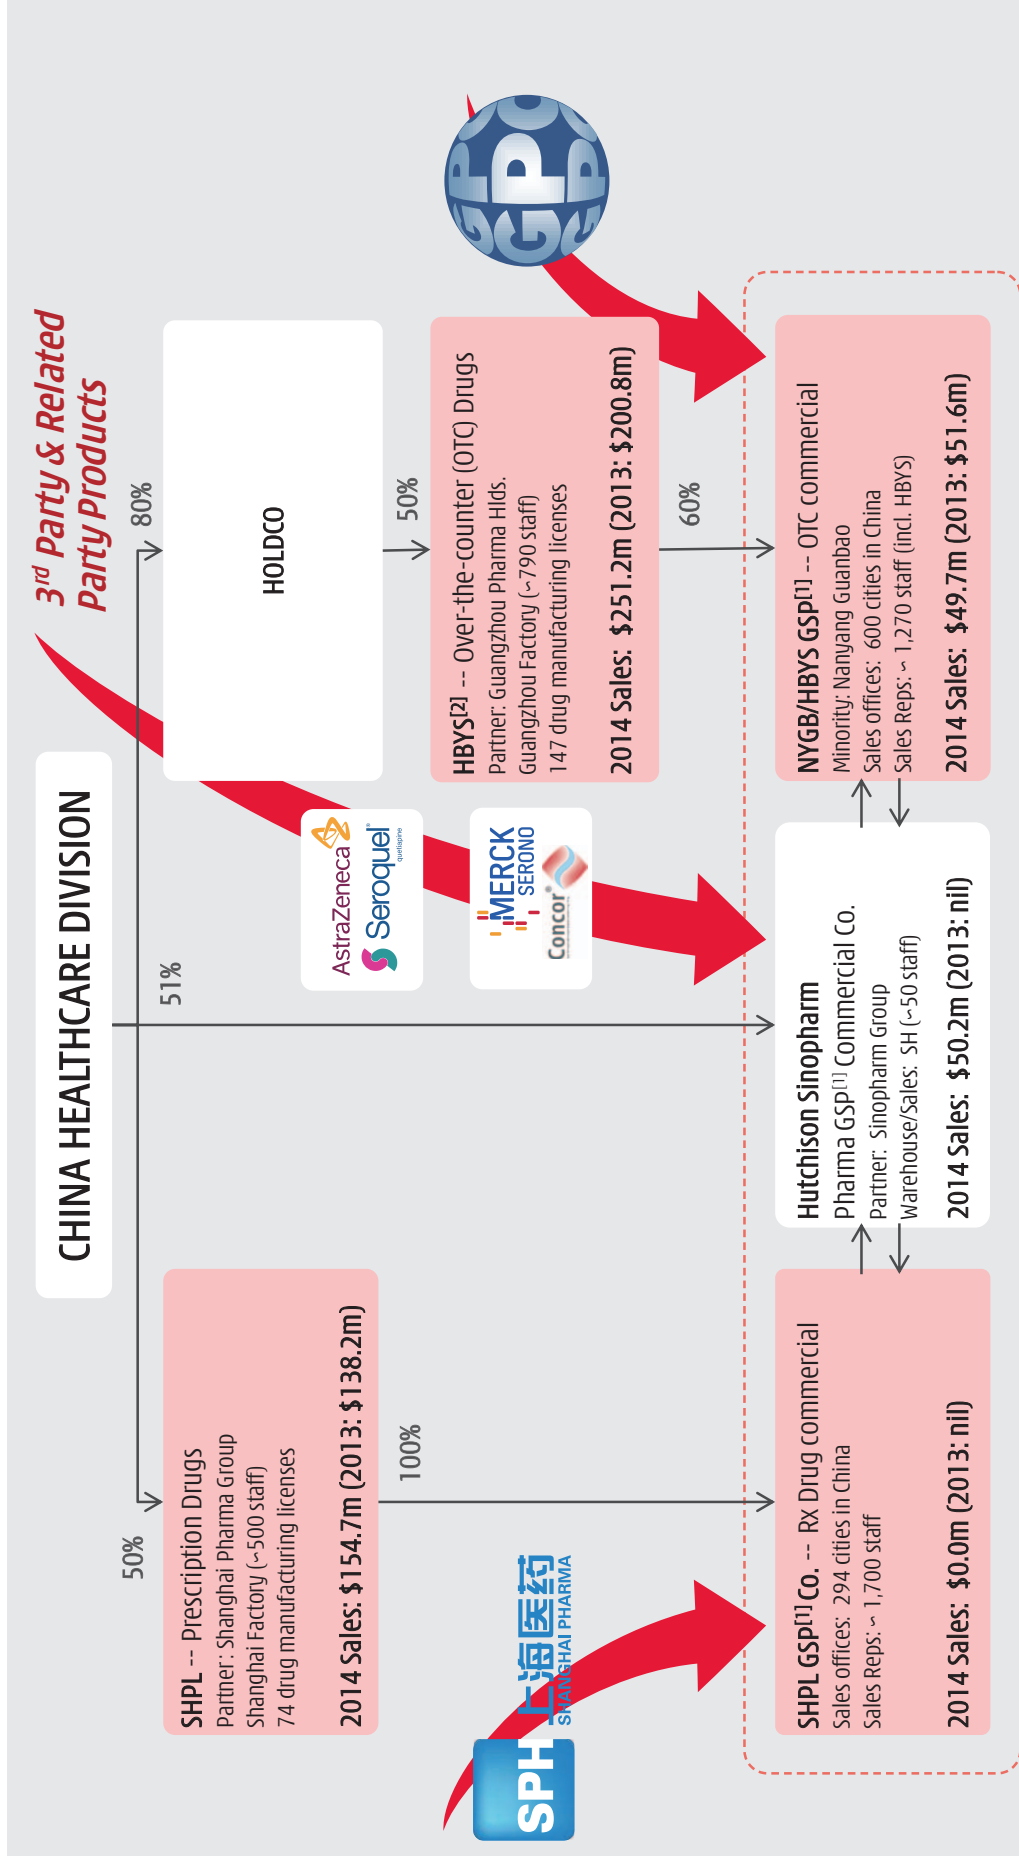 CHINA HEALTHCARE DIVISION
3rd Party & Related
Party Products
50%
51%
80%
SHPL -- Prescription Drugs
Partner: Shanghai Pharma Group
Shanghai Factory (~500 staff)
74 drug manufacturing licenses
2014 Sales: $154.7m (2013: $138.2m)
HOLDCO
AstraZeneca
Seroquel
quetiapine
100%
50%
HBYS[2] -- Over-the-counter (OTC) Drugs
Partner: Guangzhou Pharma Hlds.
Guangzhou Factory (~790 staff)
147 drug manufacturing licenses
2014 Sales: $251.2m (2013: $200.8m)
MERCK
SERONO
Concor®
SPH
上海医药
SHANGHAI PHARMA
GPC
60%
SHPL GSP[1] Co. -- Rx Drug commercial
Sales offices: 294 cities in China
Sales Reps: ~ 1,700 staff
2014 Sales: $0.0m (2013: nil)
Hutchison Sinopharm
Pharma GSP[1] Commercial Co.
Partner: Sinopharm Group
Warehouse/Sales: SH (~50 staff)
2014 Sales: $50.2m (2013: nil)
NYGB/HBYS GSP[1] -- OTC commercial
Minority: Nanyang Guanbao
Sales offices: 600 cities in China
Sales Reps: ~ 1,270 staff (incl. HBYS)
2014 Sales: $49.7m (2013: $51.6m)